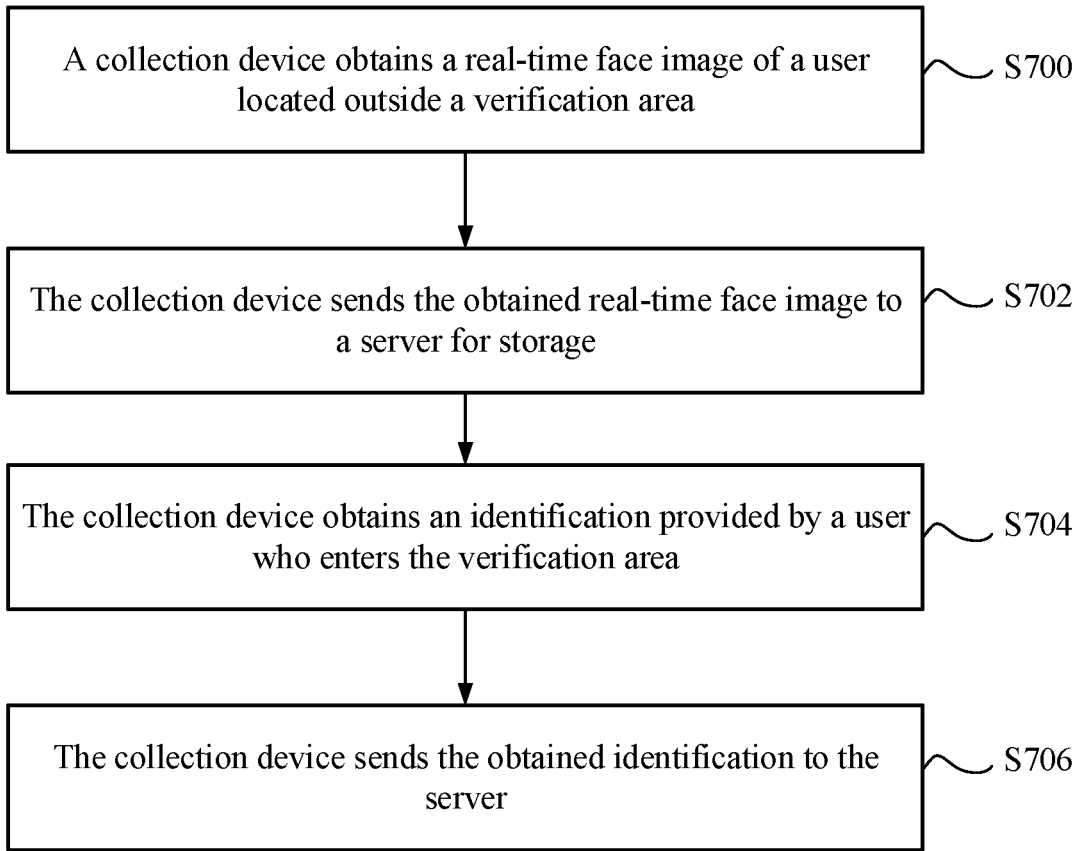 A collection device obtains a real-time face image of a user
located outside a verification area
S700
The collection device sends the obtained real-time face image to
a server for storage
S702
The collection device obtains an identification provided by a user
who enters the verification area
S704
The collection device sends the obtained identification to the
server
S706